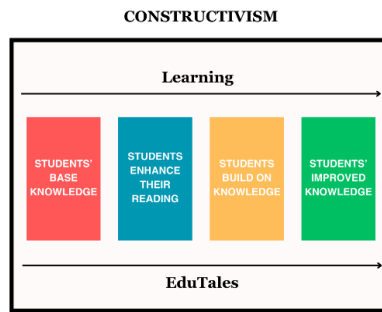 CONSTRUCTIVISM
Learning
STUDENTS'
BASE
KNOWLEDGE
STUDENTS
ENHANCE
THEIR
READING
STUDENTS
BUILD ON
KNOWLEDGE
STUDENTS'
IMPROVED
KNOWLEDGE
EduTales